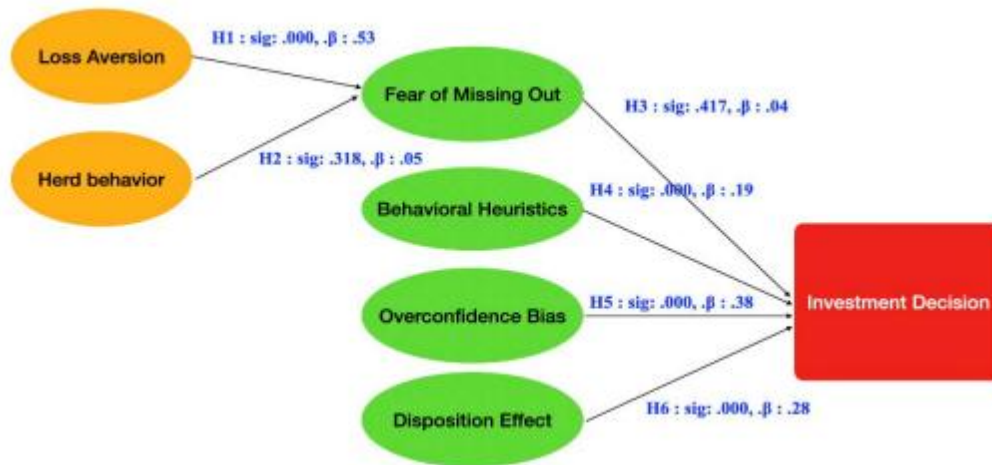 H1 : sig: .000, .β : .53
Loss Aversion
Fear of Missing Out
H3 : sig: .417, .β : .04
H2 : sig: .318, .β : .05
Herd behavior
H4 : sig: .000, .β : .19
Behavioral Heuristics
H5 : sig: .000, .β : .38
Investment Decision
Overconfidence Bias
H6 : sig: .000, .β : .28
Disposition Effect